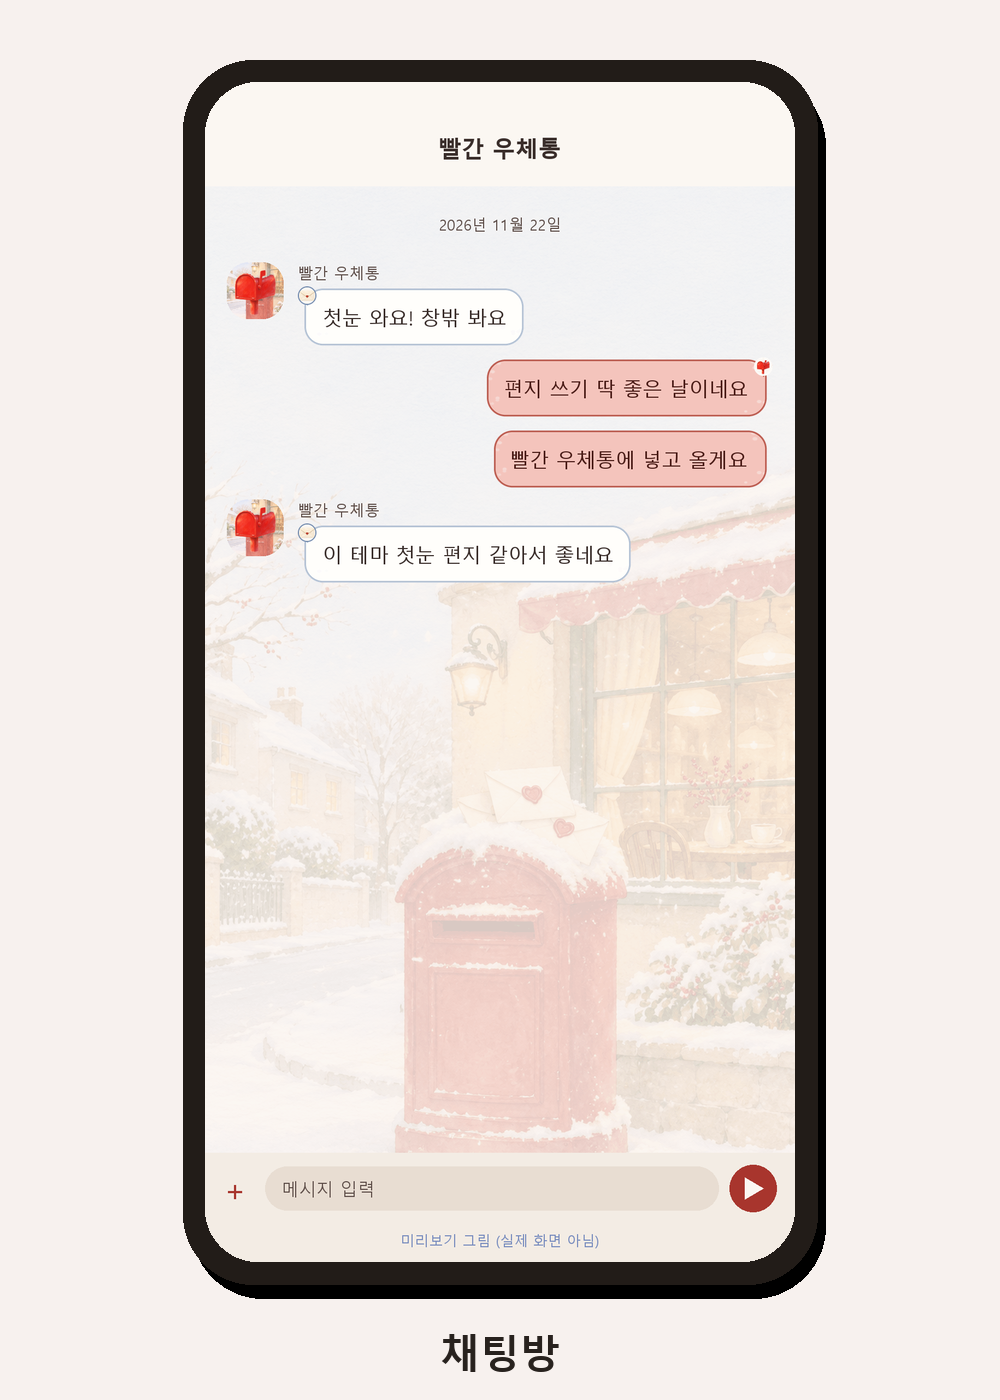 빨간 우체통
2026년 11월 22일
빨간 우체통
첫눈 와요! 창밖 봐요
편지 쓰기 딱 좋은 날이네요
빨간 우체통에 넣고 올게요
빨간 우체통
이 테마 첫눈 편지 같아서 좋네요
메시지 입력
미리보기 그림 (실제 화면 아님)
채팅방